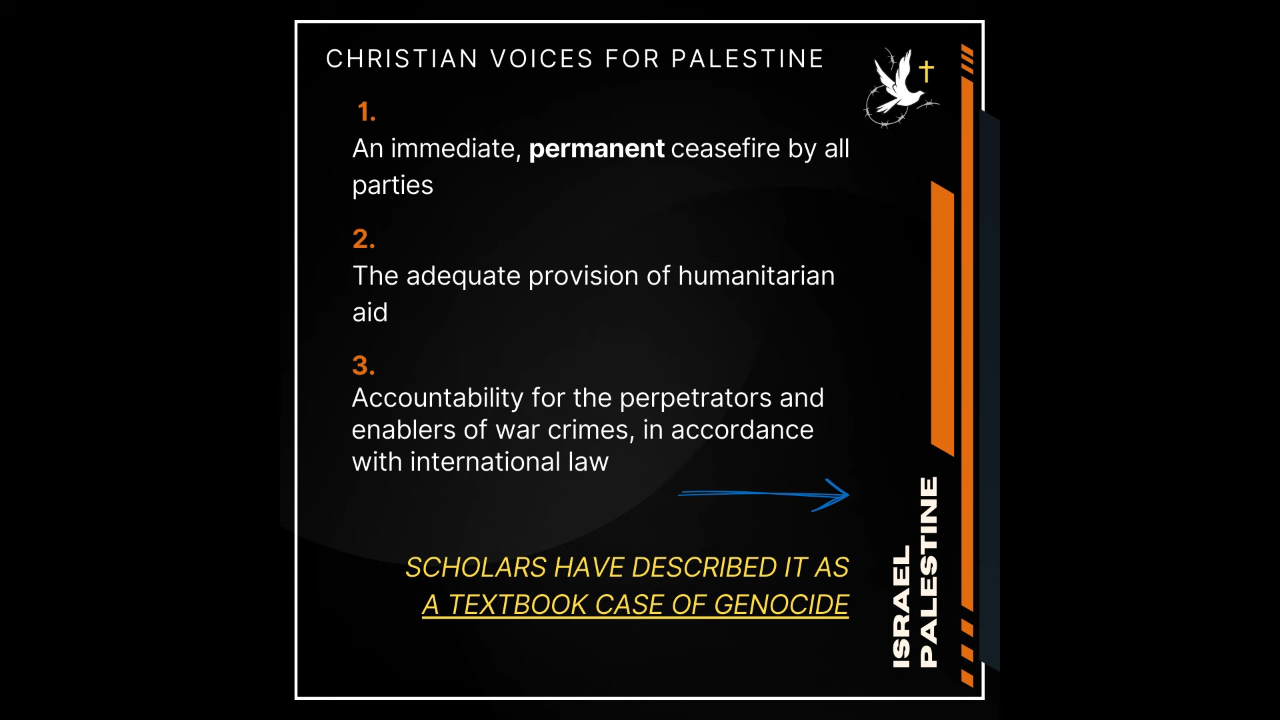 CHRISTIAN VOICES FOR PALESTINE
1.
An immediate, permanent ceasefire by all
parties
2.
The adequate provision of humanitarian
aid
3.
Accountability for the perpetrators and
enablers of war crimes, in accordance
with international law
SCHOLARS HAVE DESCRIBED IT AS
A TEXTBOOK CASE OF GENOCIDE
ISRAEL
PALESTINE